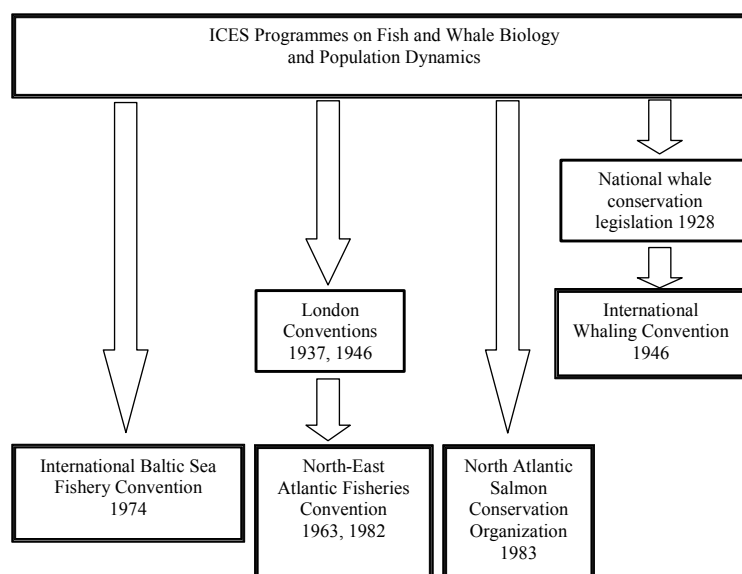 ICES Programmes on Fish and Whale Biology
and Population Dynamics
National whale
conservation
legislation 1928
London
Conventions
1937, 1946
International
Whaling Convention
1946
International Baltic Sea
Fishery Convention
1974
North-East
Atlantic Fisheries
Convention
1963, 1982
North Atlantic
Salmon
Conservation
Organization
1983